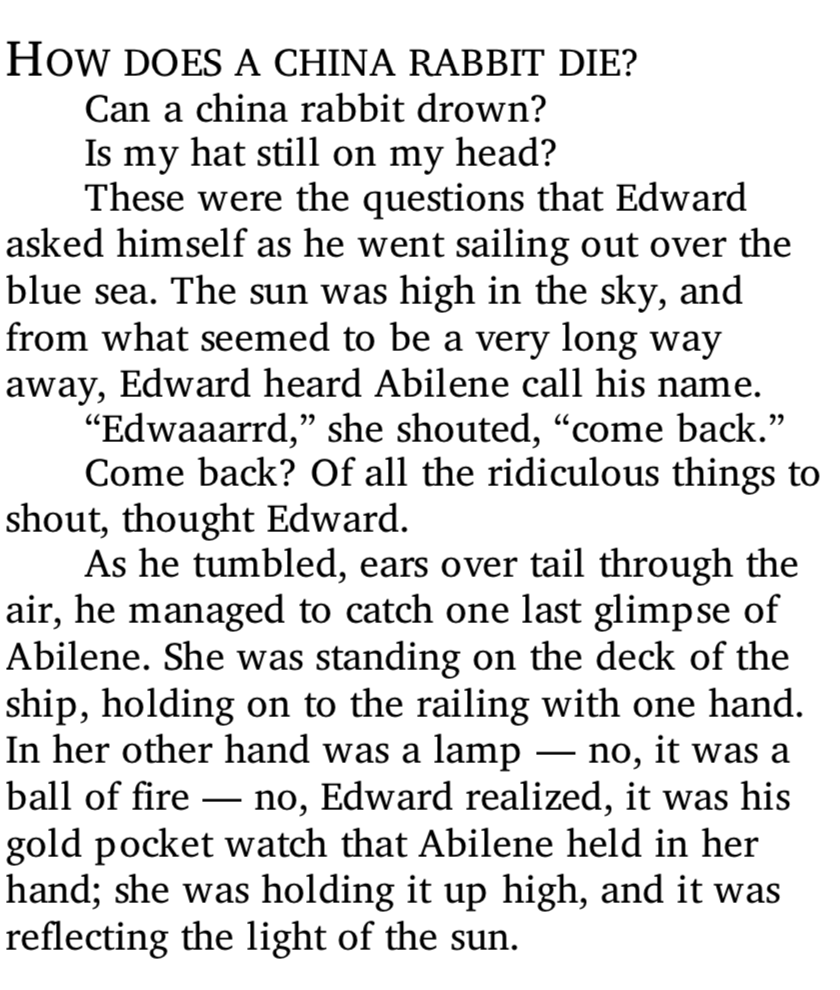 HOW DOES A CHINA RABBIT DIE?
Can a china rabbit drown?
Is my hat still on my head?
These were the questions that Edward
asked himself as he went sailing out over the
blue sea. The sun was high in the sky, and
from what seemed to be a very long way
away, Edward heard Abilene call his name.
“Edwaaarrd,” she shouted, “come back.”
Come back? Of all the ridiculous things to
shout, thought Edward.
As he tumbled, ears over tail through the
air, he managed to catch one last glimpse of
Abilene. She was standing on the deck of the
ship, holding on to the railing with one hand.
In her other hand was a lamp — no, it was a
ball of fire — no, Edward realized, it was his
gold pocket watch that Abilene held in her
hand; she was holding it up high, and it was
reflecting the light of the sun.